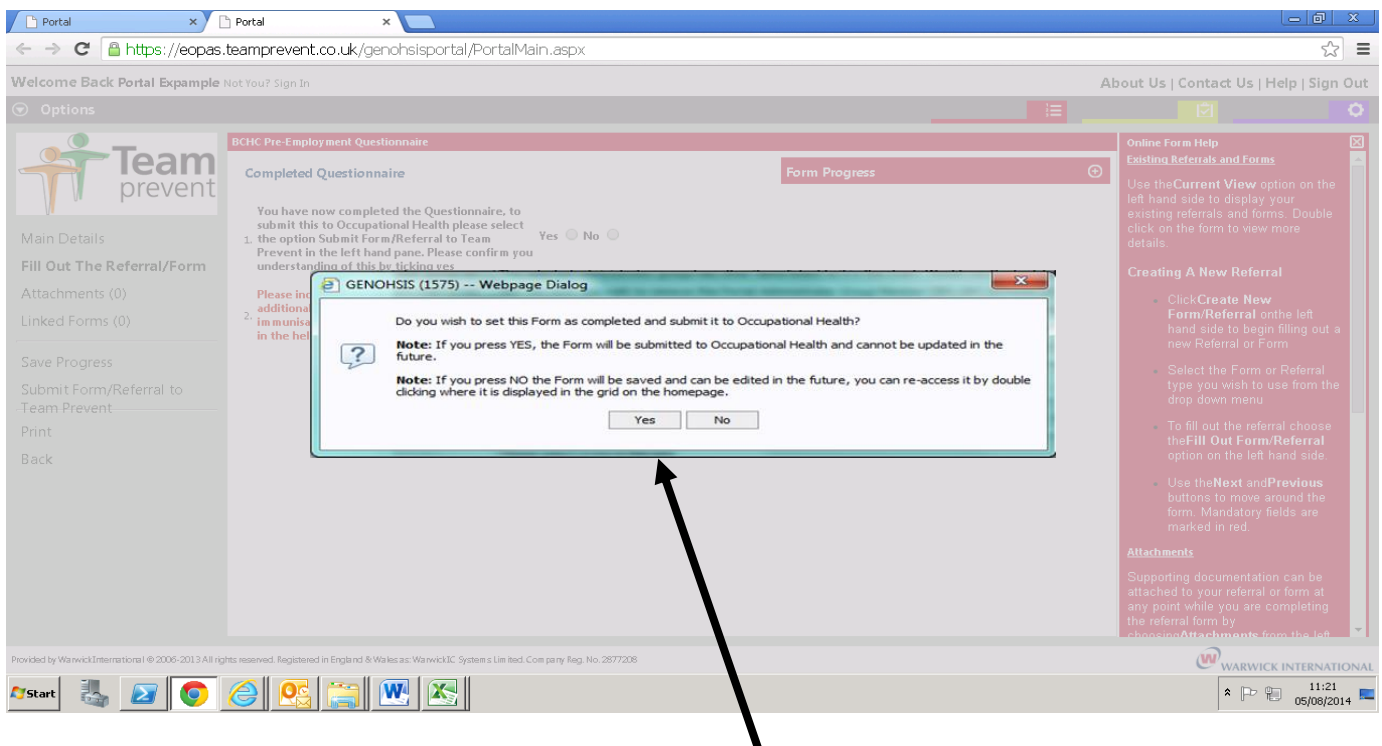 Portal
Portal
https://eopas.teamprevent.co.uk/genohsisportal/PortalMain.aspx
Welcome Back Portal Expample Not You? Sign In
About Us | Contact Us | Help | Sign Out
Options
Team
prevent
Main Details
Fill Out The Referral/Form
Attachments (0)
Linked Forms (0)
Save Progress
Submit Form/Referral to
Team Prevent
Print
Back
BCHC Pre-Employment Questionnaire
Completed Questionnaire
Form Progress
You have now completed the Questionnaire, to
submit this to Occupational Health please select
1. the option Submit Form/Referral to Team
Prevent in the left hand pane. Please confirm you
understanding of this by ticking yes
Yes No
Please inc
additiona
2. immunisa
in the hel
GENOHSIS (1575) -- Webpage Dialog
Do you wish to set this Form as completed and submit it to Occupational Health?
Note: If you press YES, the Form will be submitted to Occupational Health and cannot be updated in the
future.
Note: If you press NO the Form will be saved and can be edited in the future, you can re-access it by double
clicking where it is displayed in the grid on the homepage.
Yes No
Online Form Help
Existing Referrals and Forms
Use theCurrent View option on the
left hand side to display your
existing referrals and forms. Double
click on the form to view more
details.
Creating A New Referral
ClickCreate New
Form/Referral onthe left
hand side to begin filling out a
new Referral or Form
Select the Form or Referral
type you wish to use from the
drop down menu
To fill out the referral choose
theFill Out Form/Referral
option on the left hand side.
Use theNext andPrevious
buttons to move around the
form. Mandatory fields are
marked in red.
Attachments
Supporting documentation can be
attached to your referral or form at
any point while you are completing
the referral form by
choosingAttachments from the left
Provided by WarwickInternational © 2006-2013 All rights reserved. Registered in England & Wales as: WarwickIC Systems Limited. Company Reg. No. 2877208
WARWICK INTERNATIONAL
Start
11:21
05/08/2014